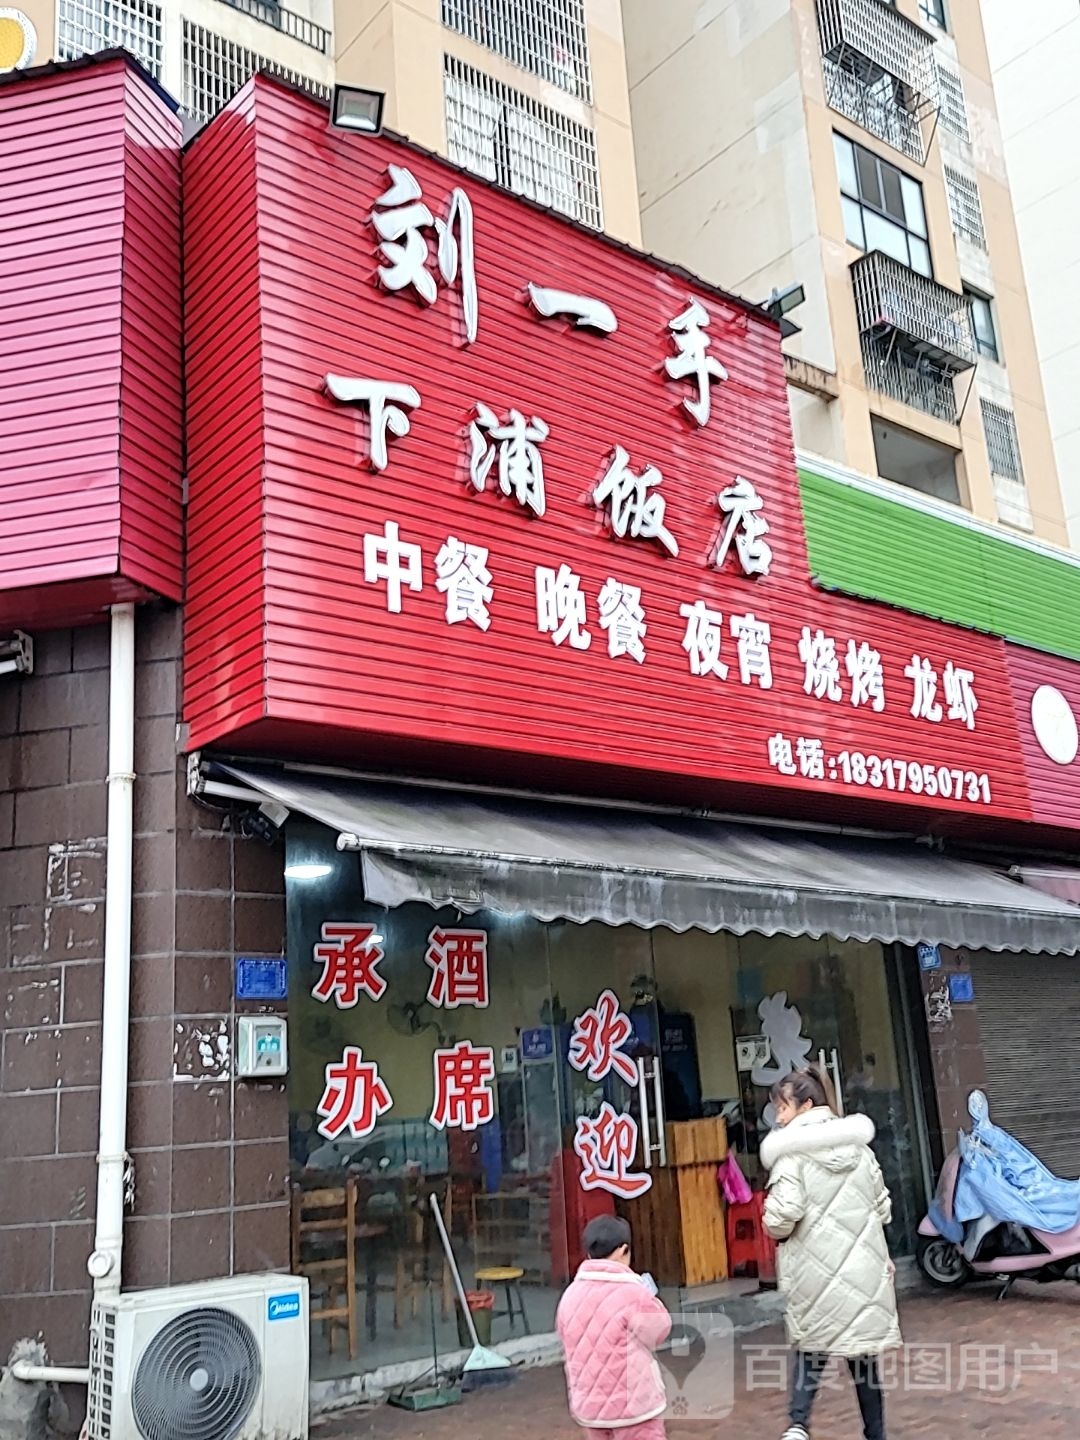 刘一手
下浦饭店
中餐 晚餐 夜宵 烧烤 龙虾
电话:18317950731
承办
酒席
欢迎
Midea
百度地图用户